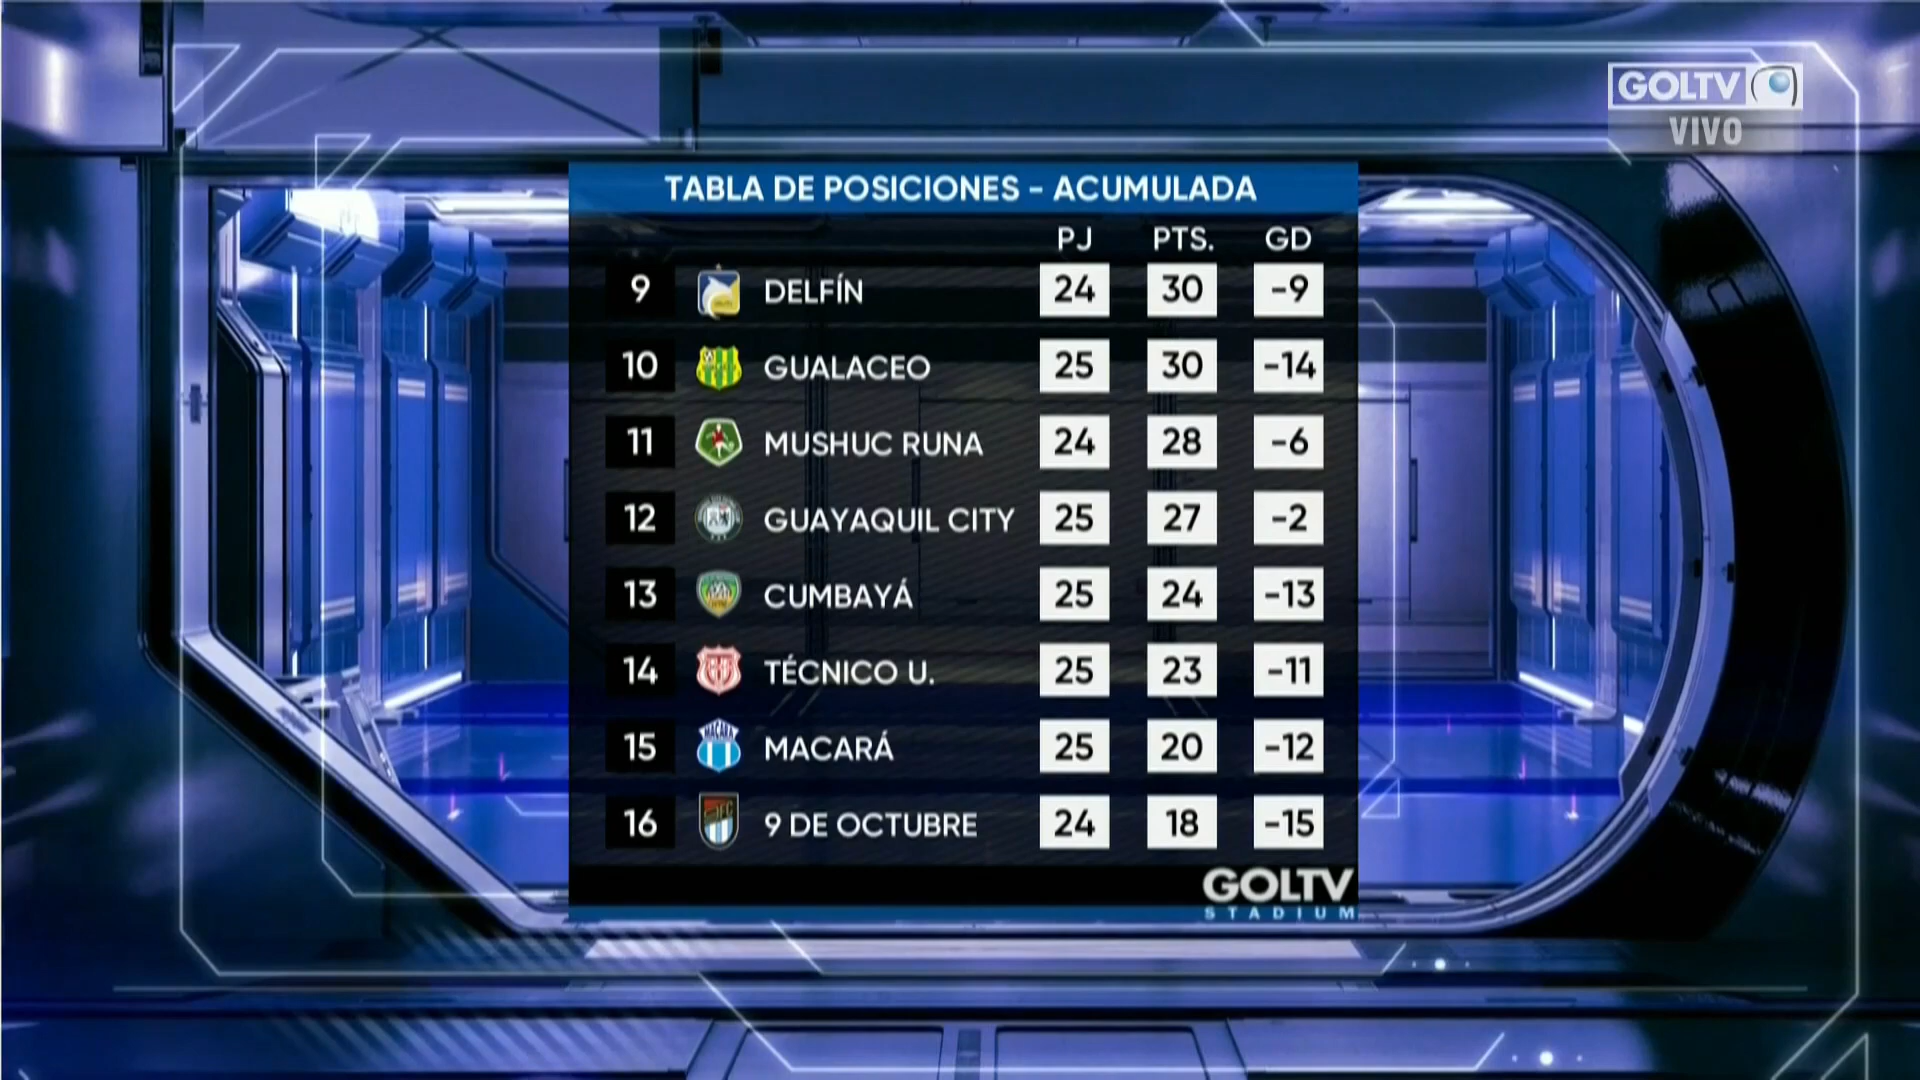 GOLTV
VIVO
TABLA DE POSICIONES - ACUMULADA
PJ PTS. GD
9 DELFÍN 24 30 -9
10 GUALACEO 25 30 -14
11 MUSHUC RUNA 24 28 -6
12 GUAYAQUIL CITY 25 27 -2
13 CUMBAYÁ 25 24 -13
14 TÉCNICO U. 25 23 -11
15 MACARÁ MACARÁ 25 20 -12
16 9 DE OCTUBRE 24 18 -15
GOLTV
STADIUM